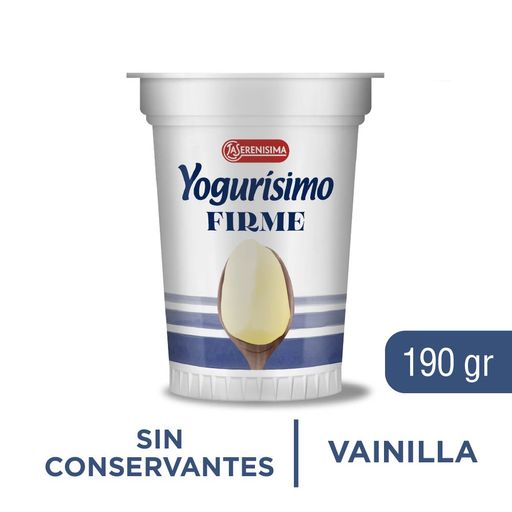 LA SERENISIMA
Yogurísimo
FIRME
190 gr
SIN
CONSERVANTES
VAINILLA